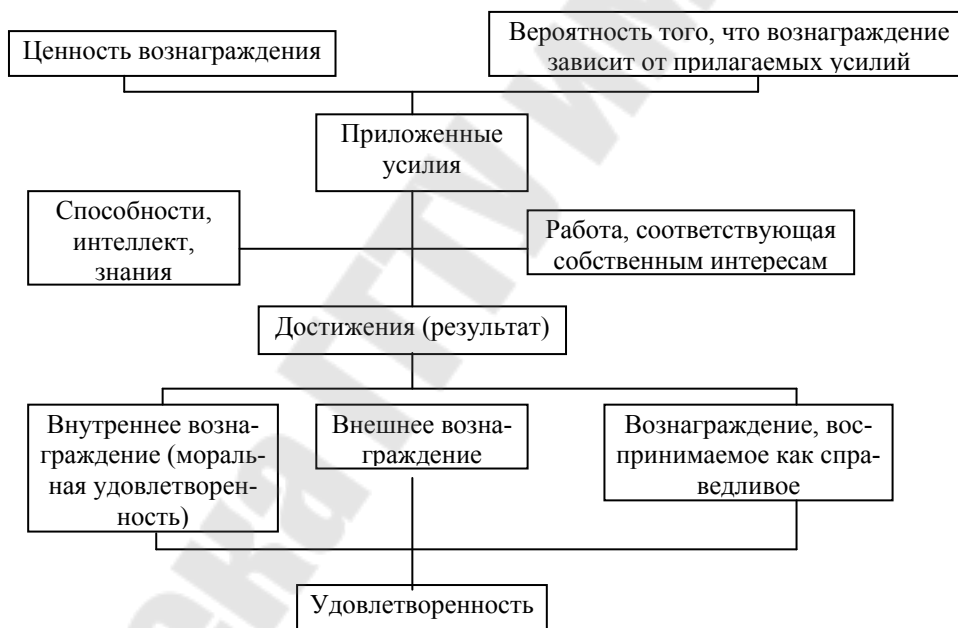 Ценность вознаграждения
Вероятность того, что вознаграждение
зависит от прилагаемых усилий
Приложенные
усилия
Способности,
интеллект,
знания
Работа, соответствующая
собственным интересам
Достижения (результат)
Внутреннее возна-
граждение (мораль-
ная удовлетворен-
ность)
Внешнее возна-
граждение
Вознаграждение, вос-
принимаемое как спра-
ведливое
Удовлетворенность